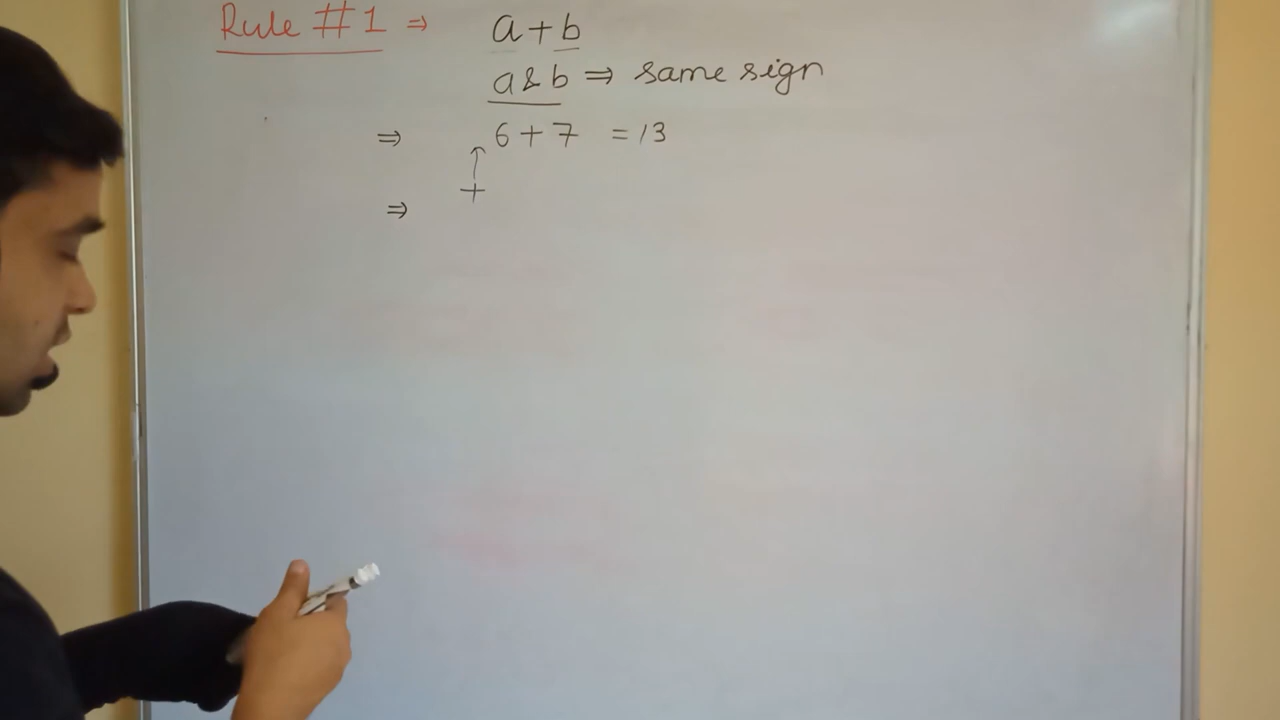 Rule #1 ⇒ a+b
a&b ⇒ same sign
⇒ 6+7 =13
↑
+
⇒